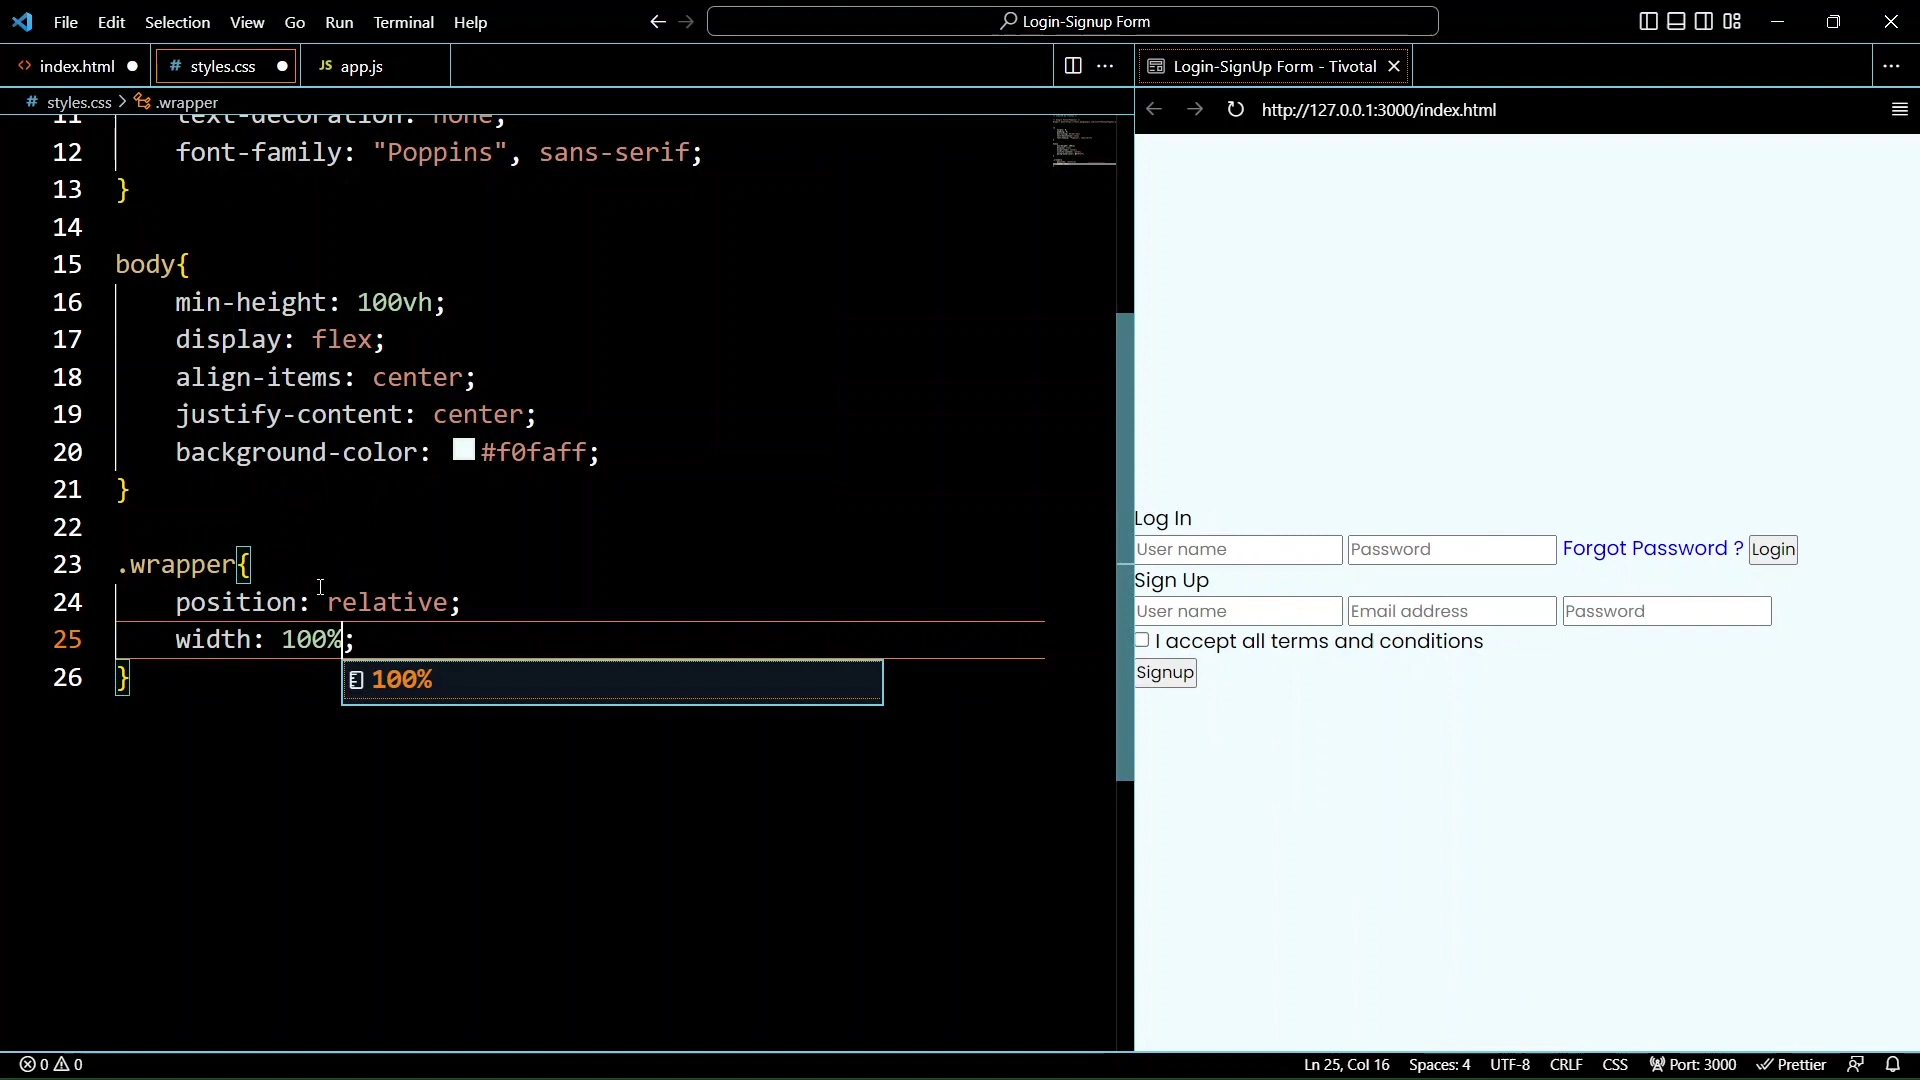 File Edit Selection View Go Run Terminal Help
Login-Signup Form
index.html
# styles.css
JS app.js
Login-SignUp Form - Tivotal
# styles.css > .wrapper
http://127.0.0.1:3000/index.html
11 text-decoration: none;
12 font-family: "Poppins", sans-serif;
13 }
14
15 body{
16 min-height: 100vh;
17 display: flex;
18 align-items: center;
19 justify-content: center;
20 background-color: #f0faff;
21 }
22
23 .wrapper{
24 position: relative;
25 width: 100%;
26 }
100%
Log In
User name Password Forgot Password ? Login
Sign Up
User name Email address Password
I accept all terms and conditions
Signup
0 0
Ln 25, Col 16 Spaces: 4 UTF-8 CRLF CSS Port: 3000 Prettier